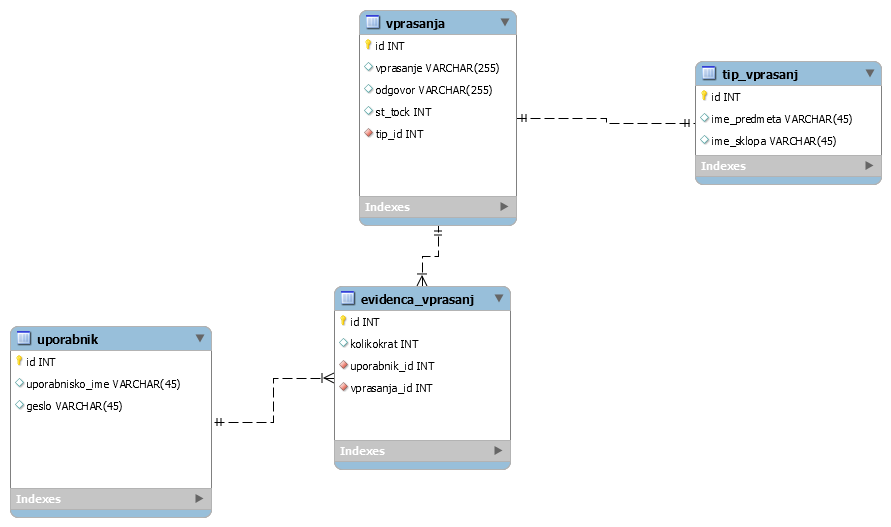 vprasanja
id INT
vprasanje VARCHAR(255)
odgovor VARCHAR(255)
st_tock INT
tip_id INT
Indexes
tip_vprasanj
id INT
ime_predmeta VARCHAR(45)
ime_sklopa VARCHAR(45)
Indexes
evidenca_vprasanj
id INT
kolikokrat INT
uporabnik_id INT
vprasanja_id INT
Indexes
uporabnik
id INT
uporabnisko_ime VARCHAR(45)
geslo VARCHAR(45)
Indexes